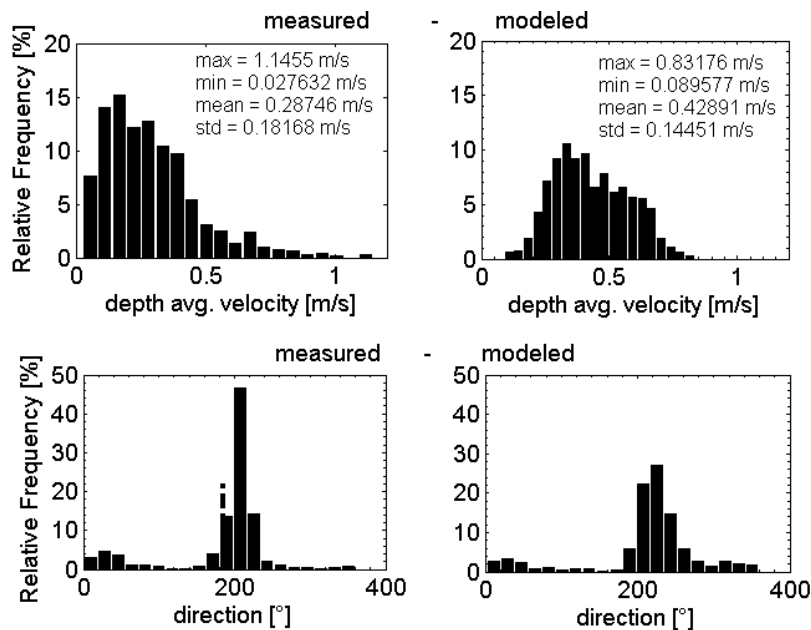 measured - modeled
Relative Frequency [%]
20
15
10
5
0
max = 1.1455 m/s
min = 0.027632 m/s
mean = 0.28746 m/s
std = 0.18168 m/s
0 0.5 1
depth avg. velocity [m/s]
20
15
10
5
0
max = 0.83176 m/s
min = 0.089577 m/s
mean = 0.42891 m/s
std = 0.14451 m/s
0 0.5 1
depth avg. velocity [m/s]
measured - modeled
Relative Frequency [%]
50
40
30
20
10
0
0 200 400
direction [°]
50
40
30
20
10
0
0 200 400
direction [°]